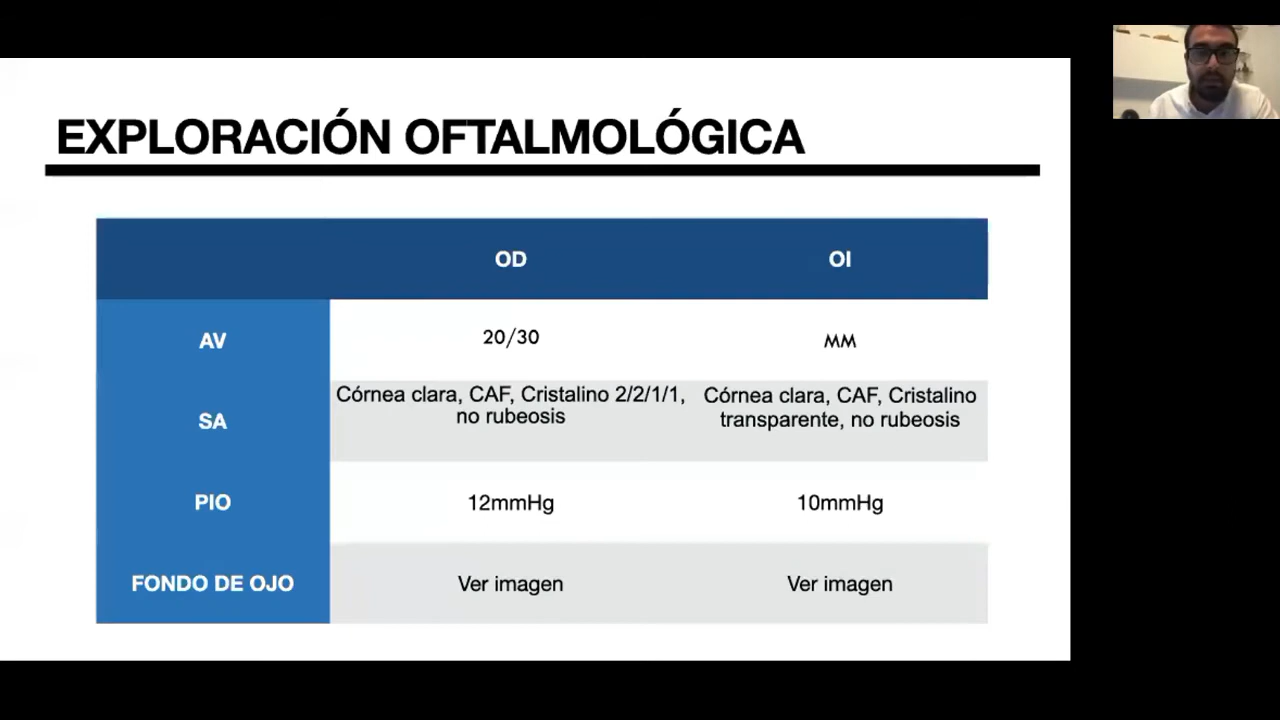 EXPLORACIÓN OFTALMOLÓGICA
OD
OI
AV
20/30
MM
SA
Córnea clara, CAF, Cristalino 2/2/1/1,
no rubeosis
Córnea clara, CAF, Cristalino
transparente, no rubeosis
PIO
12mmHg
10mmHg
FONDO DE OJO
Ver imagen
Ver imagen